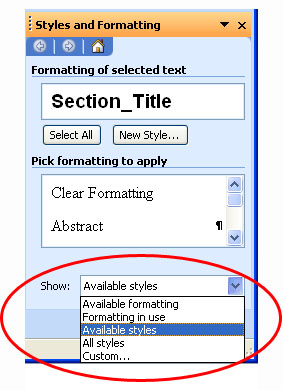 Styles and Formatting
Formatting of selected text
Section_Title
Select All New Style...
Pick formatting to apply
Clear Formatting
Abstract ¶
Show: Available styles
Available formatting
Formatting in use
Available styles
All styles
Custom...